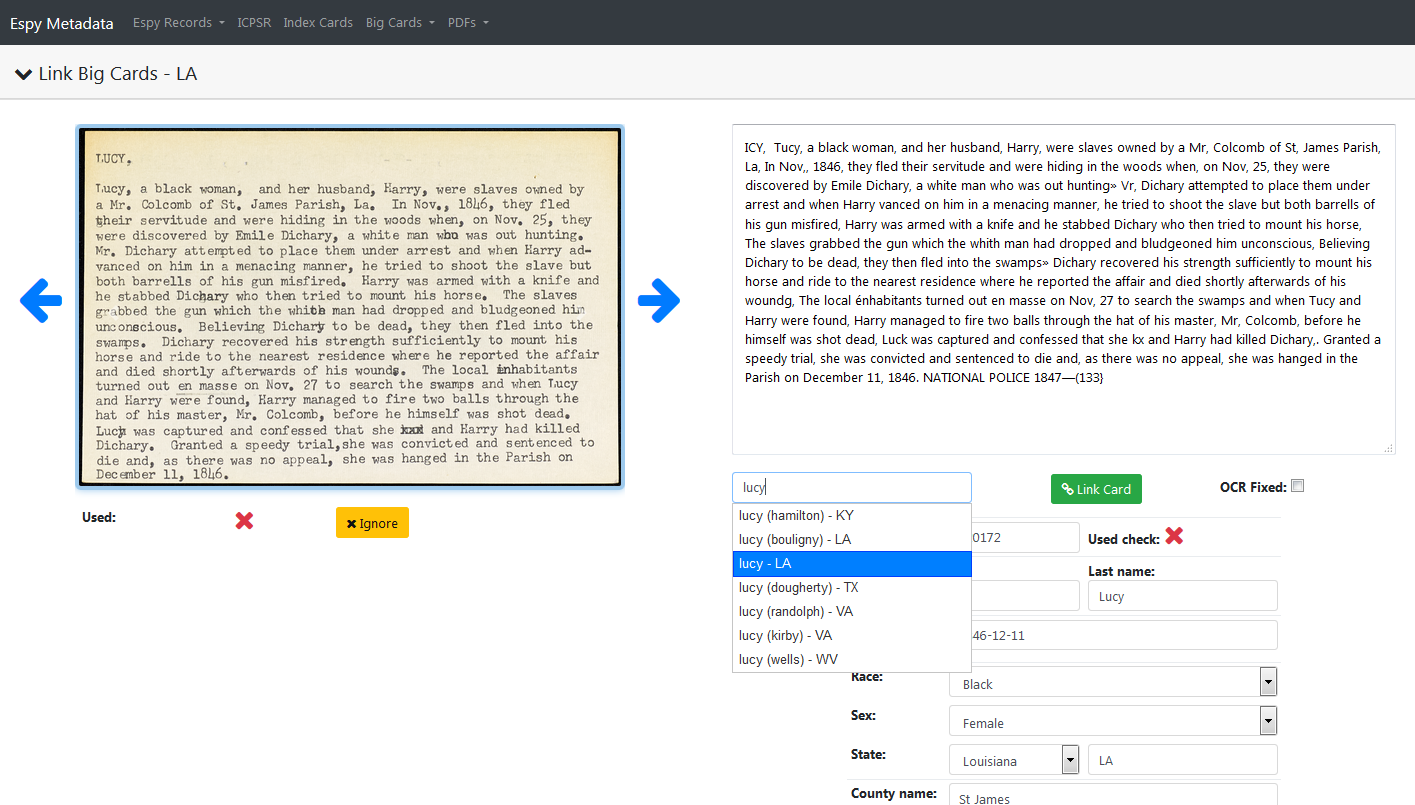 Espy Metadata Espy Records ICPSR Index Cards Big Cards PDFs
Link Big Cards - LA
LUCY.
Lucy, a black woman, and her husband, Harry, were slaves owned by
a Mr. Colcomb of St. James Parish, La. In Nov., 1846, they fled
their servitude and were hiding in the woods when, on Nov. 25, they
were discovered by Emile Dichary, a white man who was out hunting.
Mr. Dichary attempted to place them under arrest and when Harry ad-
vanced on him in a menacing manner, he tried to shoot the slave but
both barrells of his gun misfired. Harry was armed with a knife and
he stabbed Dichary who then tried to mount his horse. The slaves
grabbed the gun which the white man had dropped and bludgeoned him
unconscious. Believing Dichary to be dead, they then fled into the
swamps. Dichary recovered his strength sufficiently to mount his
horse and ride to the nearest residence where he reported the affair
and died shortly afterwards of his wounds. The local inhabitants
turned out en masse on Nov. 27 to search the swamps and when Lucy
and Harry were found, Harry managed to fire two balls through the
hat of his master, Mr. Colcomb, before he himself was shot dead.
Lucy was captured and confessed that she xxx and Harry had killed
Dichary. Granted a speedy trial,she was convicted and sentenced to
die and, as there was no appeal, she was hanged in the Parish on
December 11, 1846.
Used:
Ignore
ICY, Tucy, a black woman, and her husband, Harry, were slaves owned by a Mr, Colcomb of St, James Parish,
La, In Nov,, 1846, they fled their servitude and were hiding in the woods when, on Nov, 25, they were
discovered by Emile Dichary, a white man who was out hunting» Vr, Dichary attempted to place them under
arrest and when Harry vanced on him in a menacing manner, he tried to shoot the slave but both barrells of
his gun misfired, Harry was armed with a knife and he stabbed Dichary who then tried to mount his horse,
The slaves grabbed the gun which the whith man had dropped and bludgeoned him unconscious, Believing
Dichary to be dead, they then fled into the swamps» Dichary recovered his strength sufficiently to mount his
horse and ride to the nearest residence where he reported the affair and died shortly afterwards of his
woundg, The local énhabitants turned out en masse on Nov, 27 to search the swamps and when Tucy and
Harry were found, Harry managed to fire two balls through the hat of his master, Mr, Colcomb, before he
himself was shot dead, Luck was captured and confessed that she kx and Harry had killed Dichary,. Granted a
speedy trial, she was convicted and sentenced to die and, as there was no appeal, she was hanged in the
Parish on December 11, 1846. NATIONAL POLICE 1847—(133}
lucy
Link Card
OCR Fixed:
lucy (hamilton) - KY
lucy (bouligny) - LA
lucy - LA
lucy (dougherty) - TX
lucy (randolph) - VA
lucy (kirby) - VA
lucy (wells) - WV
0172
Used check:
Last name:
Lucy
46-12-11
Race: Black
Sex: Female
State: Louisiana LA
County name: St James